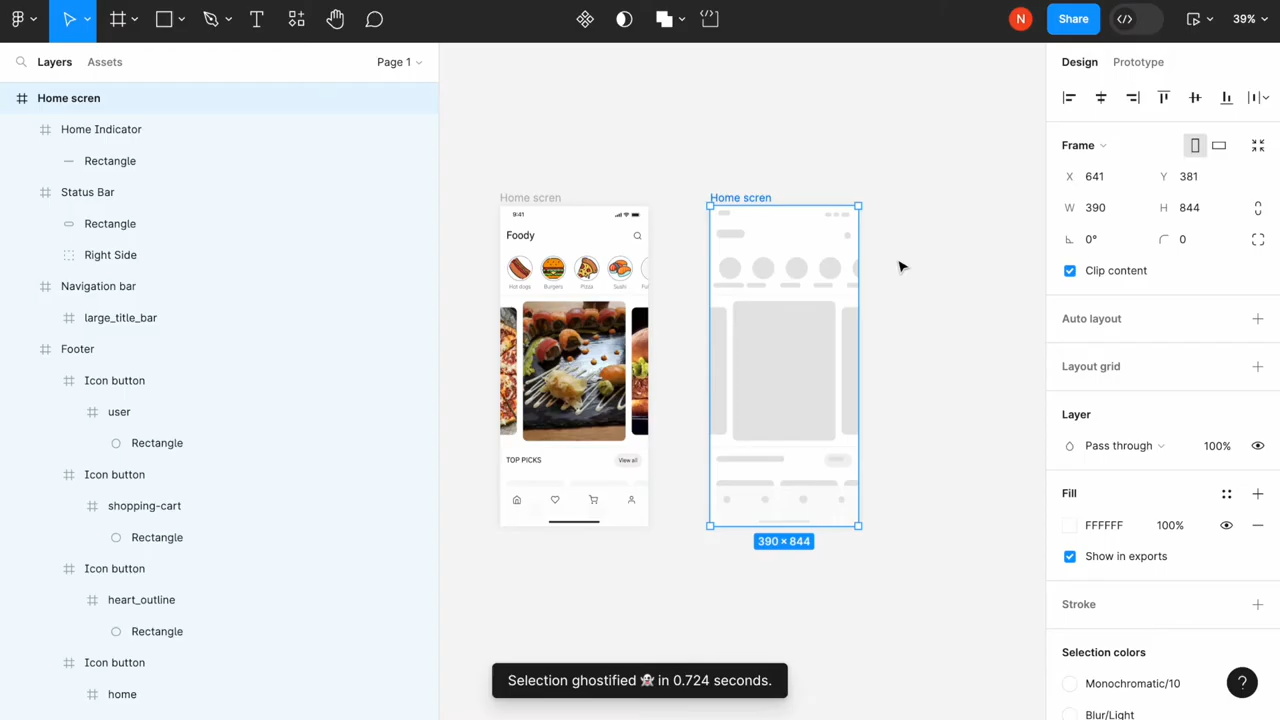 N
Share
39%
Layers
Assets
Page 1
Home scren
Home Indicator
Rectangle
Status Bar
Rectangle
Right Side
Navigation bar
large_title_bar
Footer
Icon button
user
Rectangle
Icon button
shopping-cart
Rectangle
Icon button
heart_outline
Rectangle
Icon button
home
Home scren
9:41
Foody
Hot dogs
Burgers
Pizza
Sushi
TOP PICKS
View all
Home scren
390 × 844
Selection ghostified 👻 in 0.724 seconds.
Design
Prototype
Frame
X 641
Y 381
W 390
H 844
0°
0
Clip content
Auto layout
Layout grid
Layer
Pass through
100%
Fill
FFFFFF
100%
Show in exports
Stroke
Selection colors
Monochromatic/10
Blur/Light
?